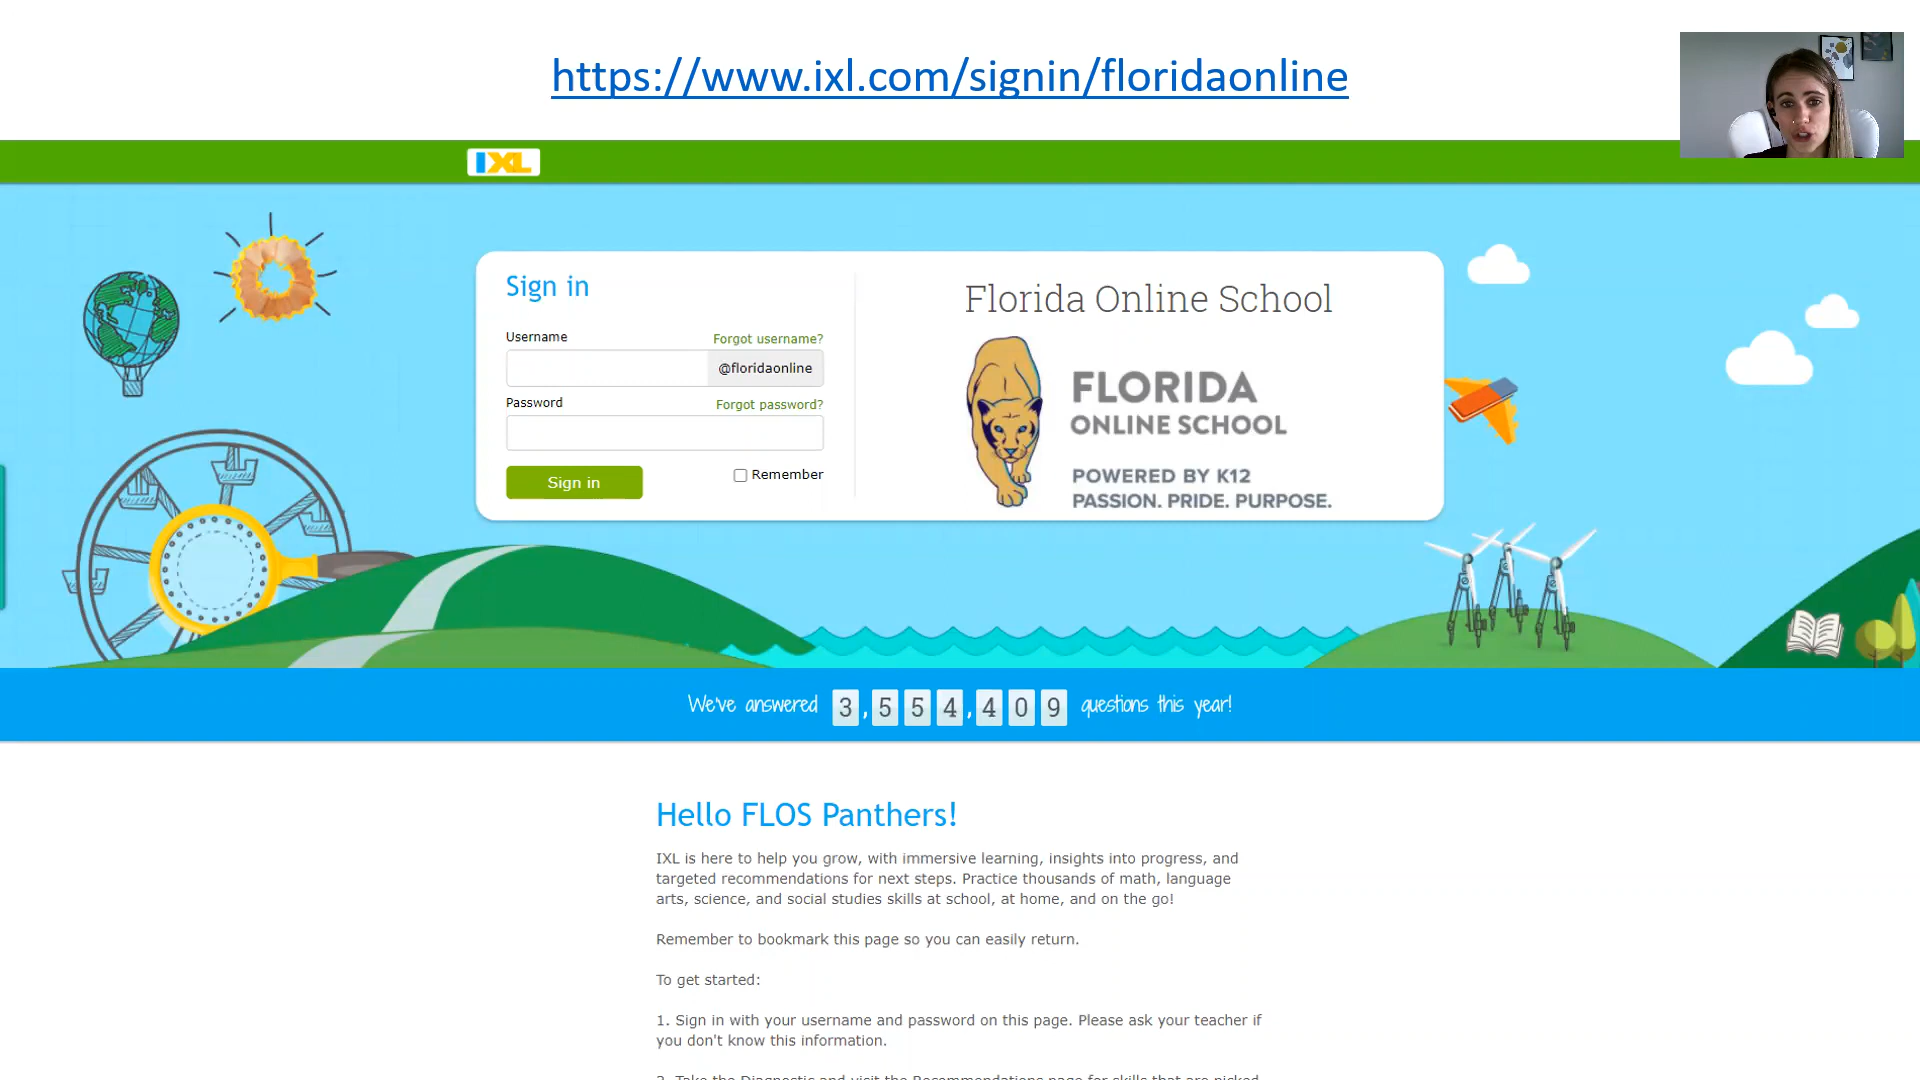 https://www.ixl.com/signin/floridaonline
IXL
Sign in
Username
Forgot username?
@floridaonline
Password
Forgot password?
Sign in
Remember
Florida Online School
FLORIDA
ONLINE SCHOOL
POWERED BY K12
PASSION. PRIDE. PURPOSE.
We've answered 3,554,409 questions this year!
Hello FLOS Panthers!
IXL is here to help you grow, with immersive learning, insights into progress, and
targeted recommendations for next steps. Practice thousands of math, language
arts, science, and social studies skills at school, at home, and on the go!
Remember to bookmark this page so you can easily return.
To get started:
1. Sign in with your username and password on this page. Please ask your teacher if
you don't know this information.
2. Take the Diagnostic and visit the Recommendations page for skills that are picked